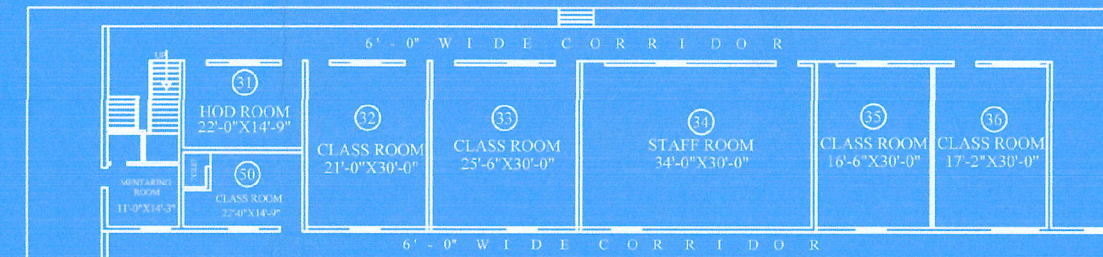 6' - 0" WIDE CORRIDOR
UP
31
HOD ROOM
22'-0"X14'-9"
32
CLASS ROOM
21'-0"X30'-0"
33
CLASS ROOM
25'-6"X30'-0"
34
STAFF ROOM
34'-0"X30'-0"
35
CLASS ROOM
16'-6"X30'-0"
36
CLASS ROOM
17'-2"X30'-0"
MENTARING
ROOM
11'-0"X14'-3"
TOILET
50
CLASS ROOM
22'-0"X14'-9"
6' - 0" WIDE CORRIDOR